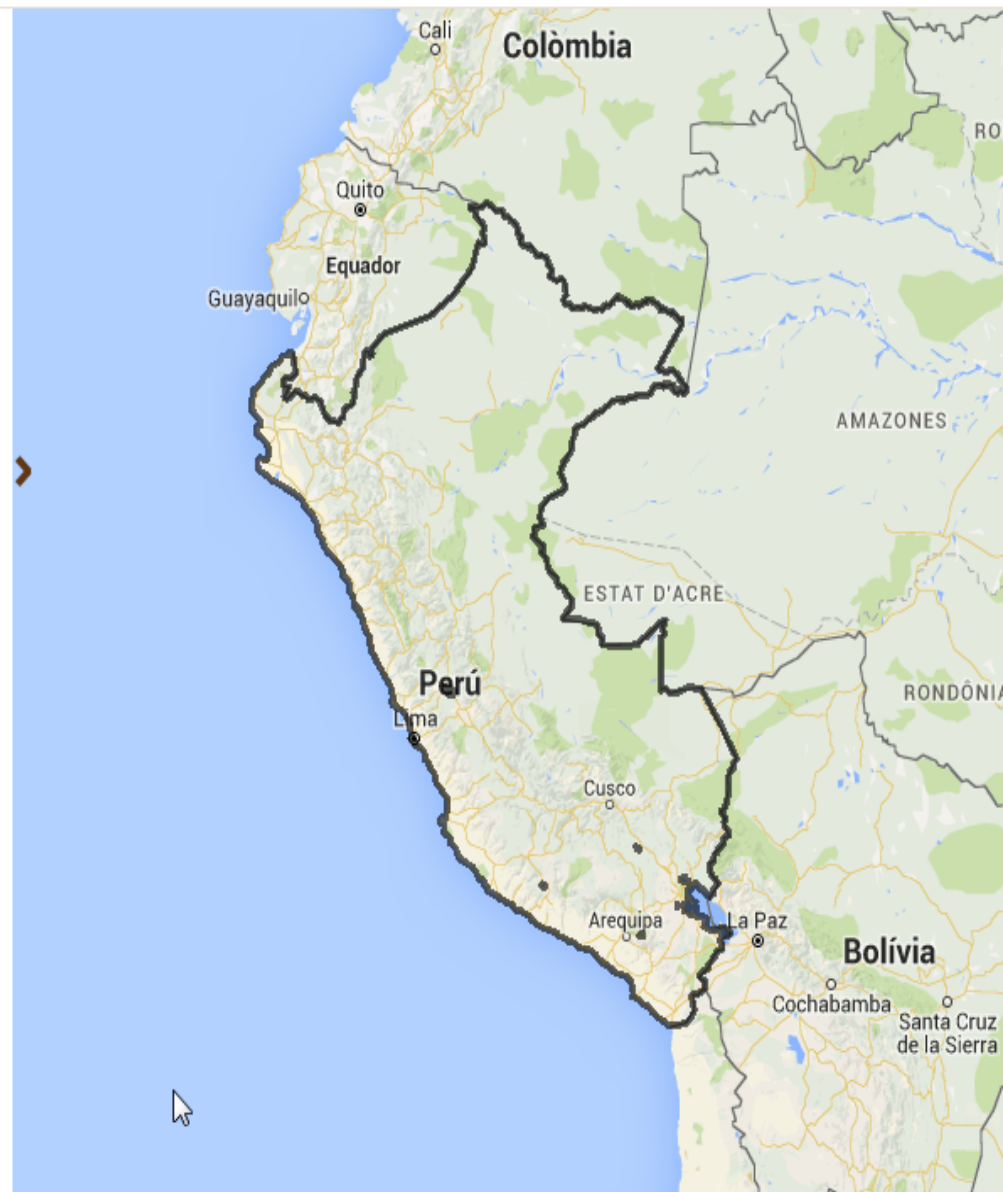 Cali
Colòmbia
RO
Quito
Equador
Guayaquil
AMAZONES
ESTAT D'ACRE
Perú
RONDÔNIA
Lima
Cusco
Arequipa
La Paz
Bolívia
Cochabamba
Santa Cruz
de la Sierra